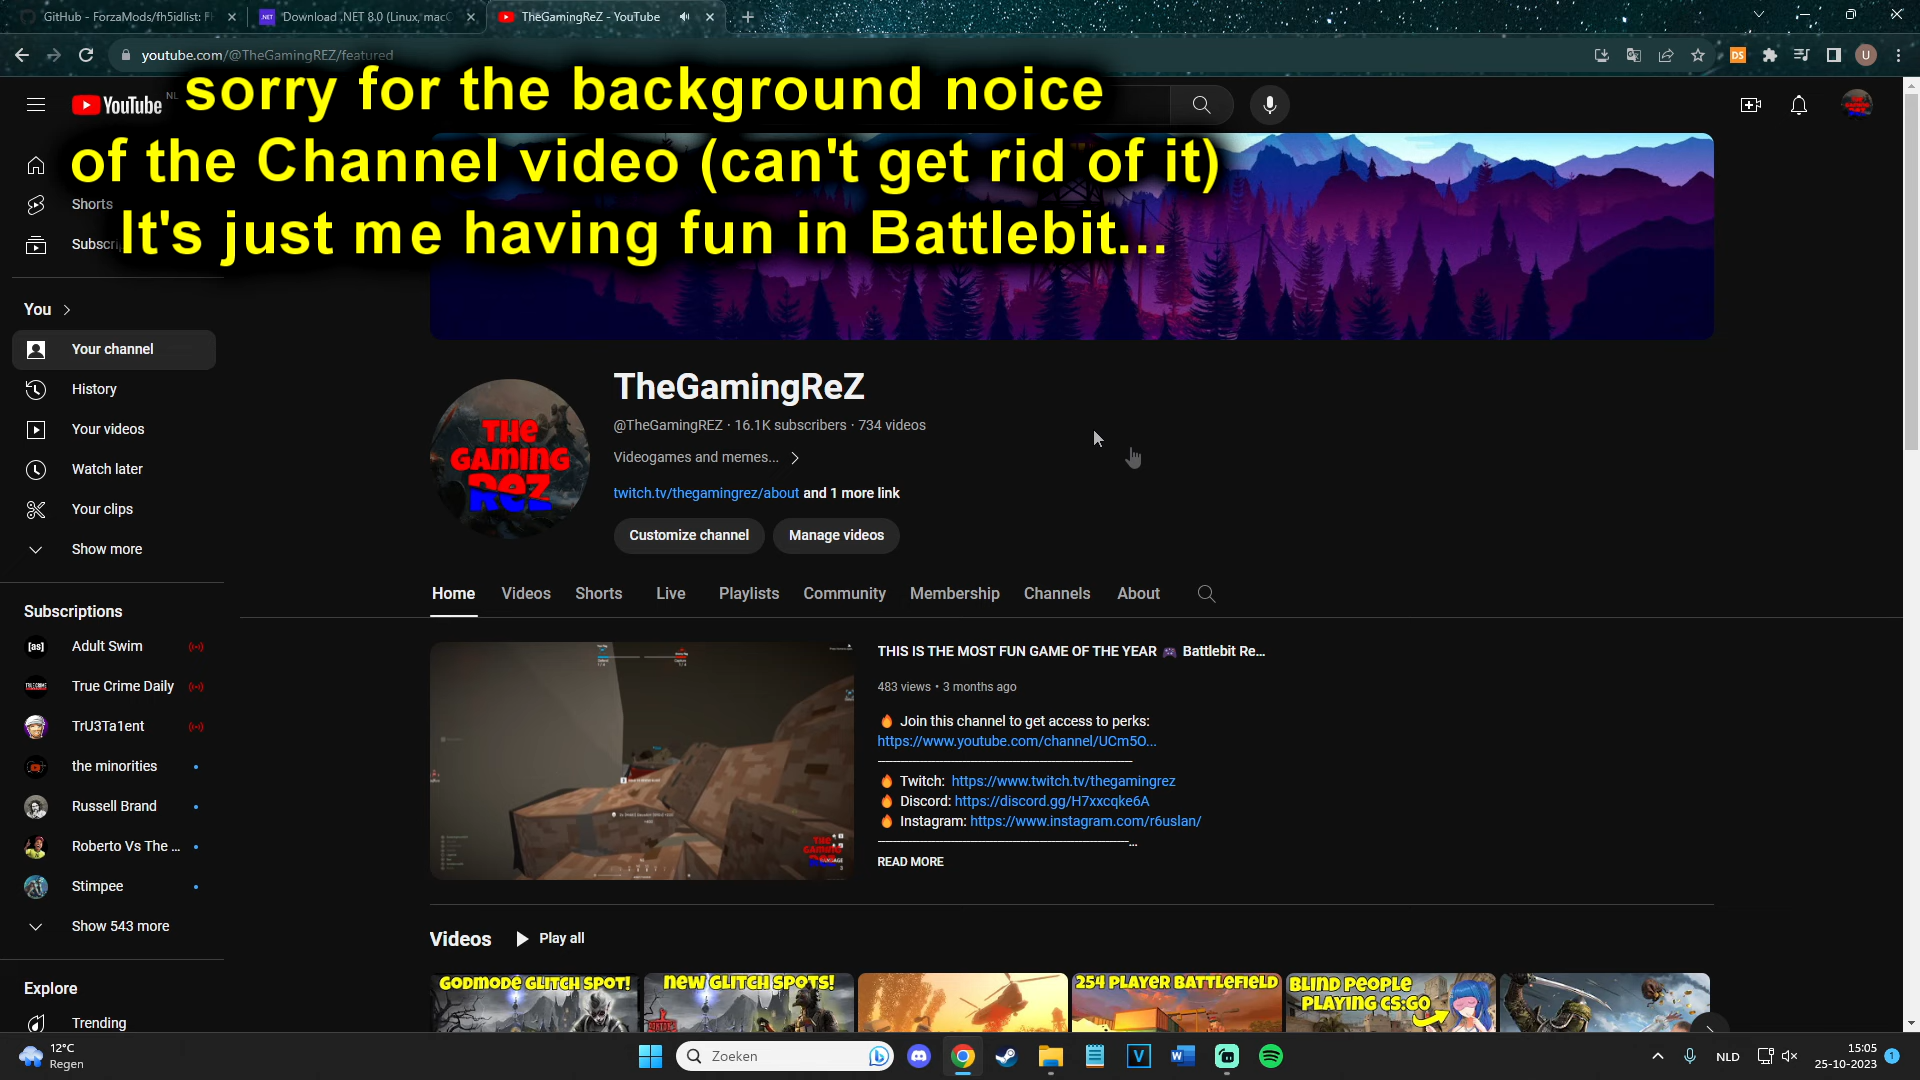 GitHub - ForzaMods/fh5idlist: F
Download .NET 8.0 (Linux, macO
TheGamingReZ - YouTube
youtube.com/@TheGamingREZ/featured
DS
U
YouTube NL
sorry for the background noice
of the Channel video (can't get rid of it)
It's just me having fun in Battlebit...
Shorts
Subscri
You
Your channel
History
Your videos
Watch later
Your clips
Show more
THE
GAMING
REZ
TheGamingReZ
@TheGamingREZ · 16.1K subscribers · 734 videos
Videogames and memes...
twitch.tv/thegamingrez/about and 1 more link
Customize channel
Manage videos
Home
Videos
Shorts
Live
Playlists
Community
Membership
Channels
About
Subscriptions
[as] Adult Swim
True Crime Daily
TrU3Ta1ent
the minorities
Russell Brand
Roberto Vs The ...
Stimpee
Show 543 more
Explore
Trending
THIS IS THE MOST FUN GAME OF THE YEAR 🎮 Battlebit Re...
483 views • 3 months ago
🔥 Join this channel to get access to perks:
https://www.youtube.com/channel/UCm5O...
🔥 Twitch: https://www.twitch.tv/thegamingrez
🔥 Discord: https://discord.gg/H7xxcqke6A
🔥 Instagram: https://www.instagram.com/r6uslan/
...
READ MORE
Videos
Play all
GODMODE GLITCH SPOT!
NEW GLITCH SPOTS!
254 PLAYER BATTLEFIELD
BLIND PEOPLE
PLAYING CS:GO
12°C
Regen
Zoeken
NLD
15:05
25-10-2023
1